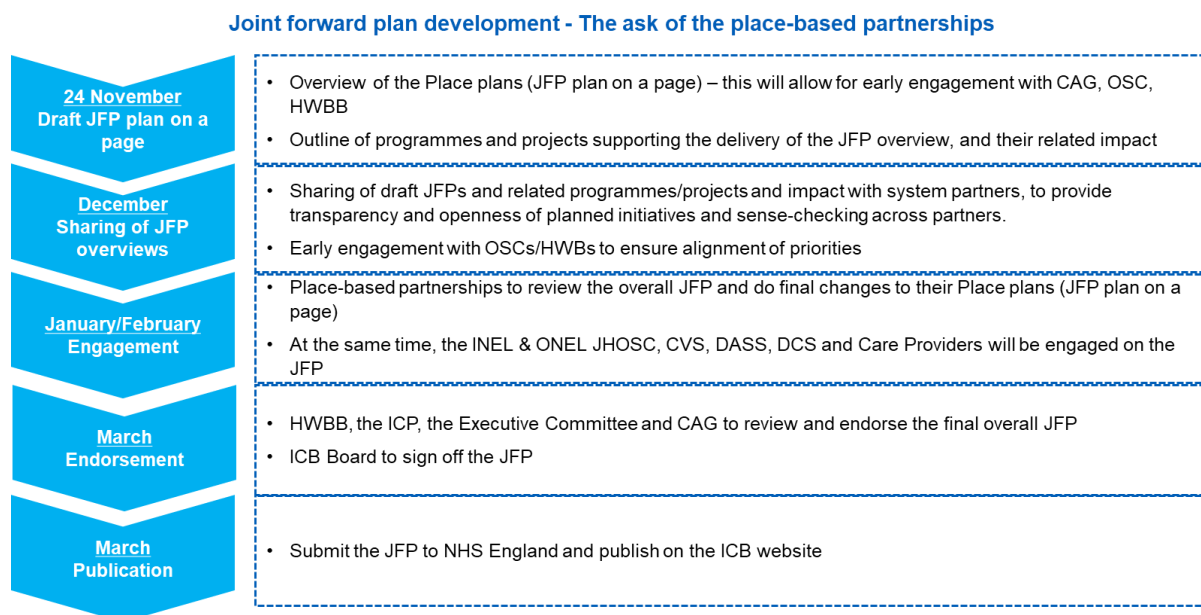 Joint forward plan development - The ask of the place-based partnerships
24 November
Draft JFP plan on a
page
• Overview of the Place plans (JFP plan on a page) – this will allow for early engagement with CAG, OSC,
HWBB
• Outline of programmes and projects supporting the delivery of the JFP overview, and their related impact
December
Sharing of JFP
overviews
• Sharing of draft JFPs and related programmes/projects and impact with system partners, to provide
transparency and openness of planned initiatives and sense-checking across partners.
• Early engagement with OSCs/HWBs to ensure alignment of priorities
January/February
Engagement
• Place-based partnerships to review the overall JFP and do final changes to their Place plans (JFP plan on a
page)
• At the same time, the INEL & ONEL JHOSC, CVS, DASS, DCS and Care Providers will be engaged on the
JFP
March
Endorsement
• HWBB, the ICP, the Executive Committee and CAG to review and endorse the final overall JFP
• ICB Board to sign off the JFP
March
Publication
• Submit the JFP to NHS England and publish on the ICB website